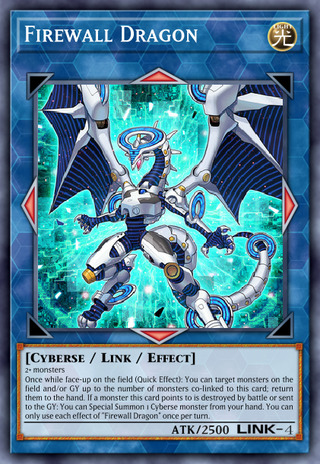 Firewall Dragon
LIGHT
光
[Cyberse / Link / Effect]
2+ monsters
Once while face-up on the field (Quick Effect): You can target monsters on the
field and/or GY up to the number of monsters co-linked to this card; return
them to the hand. If a monster this card points to is destroyed by battle or sent
to the GY: You can Special Summon 1 Cyberse monster from your hand. You can
only use each effect of "Firewall Dragon" once per turn.
ATK/2500 LINK-4